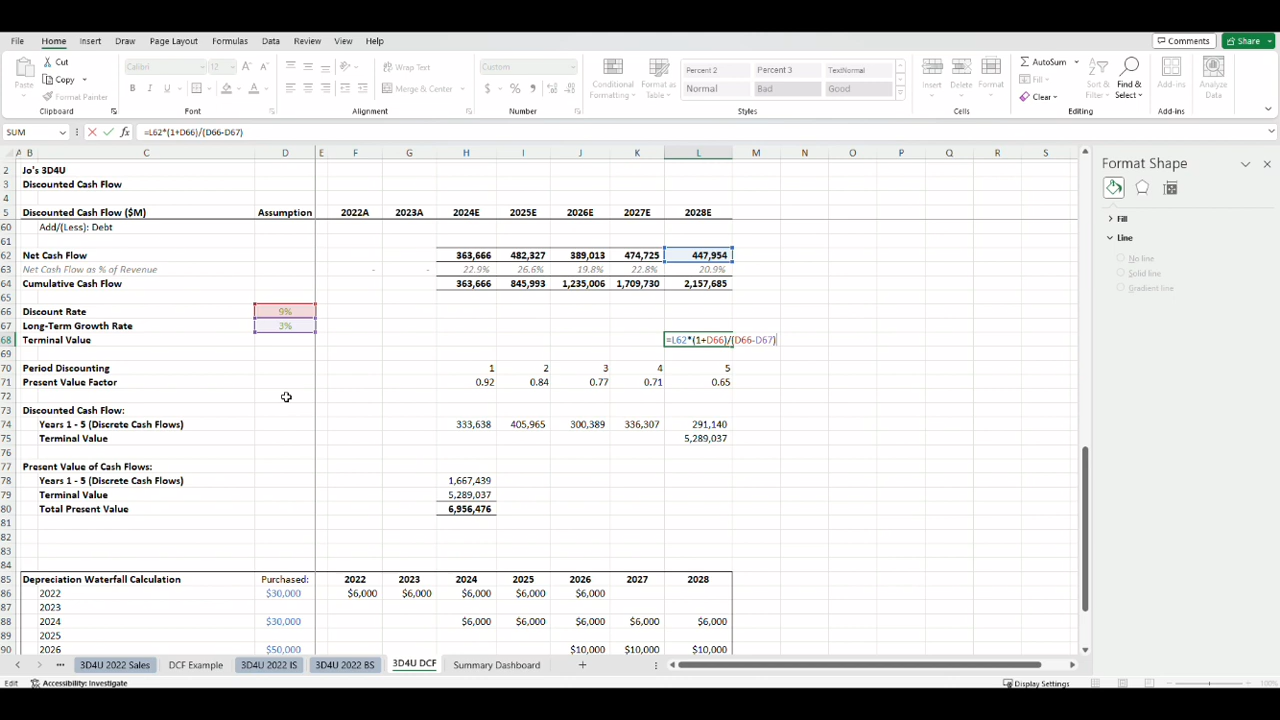 File Home Insert Draw Page Layout Formulas Data Review View Help Comments Share
Cut
Copy
Format Painter
Paste
Calibri 12
B I U
Wrap Text
Merge & Center
Custom
$ % ,
Conditional Formatting
Format as Table
Percent 2 Percent 3 TextNormal
Normal Bad Good
Insert Delete Format
AutoSum
Fill
Clear
Sort & Filter
Find & Select
Add-ins
Analyze Data
Clipboard Font Alignment Number Styles Cells Editing Add-ins
SUM =L62*(1+D66)/(D66-D67)
A B C D E F G H I J K L M N O P Q R S
2 Jo's 3D4U
3 Discounted Cash Flow
4
5 Discounted Cash Flow ($M) Assumption 2022A 2023A 2024E 2025E 2026E 2027E 2028E
60 Add/(Less): Debt
61
62 Net Cash Flow 363,666 482,327 389,013 474,725 447,954
63 Net Cash Flow as % of Revenue - - 22.9% 26.6% 19.8% 22.8% 20.9%
64 Cumulative Cash Flow 363,666 845,993 1,235,006 1,709,730 2,157,685
65
66 Discount Rate 9%
67 Long-Term Growth Rate 3%
68 Terminal Value =L62*(1+D66)/(D66-D67)
69
70 Period Discounting 1 2 3 4 5
71 Present Value Factor 0.92 0.84 0.77 0.71 0.65
72
73 Discounted Cash Flow:
74 Years 1 - 5 (Discrete Cash Flows) 333,638 405,965 300,389 336,307 291,140
75 Terminal Value 5,289,037
76
77 Present Value of Cash Flows:
78 Years 1 - 5 (Discrete Cash Flows) 1,667,439
79 Terminal Value 5,289,037
80 Total Present Value 6,956,476
81
82
83
84
85 Depreciation Waterfall Calculation Purchased: 2022 2023 2024 2025 2026 2027 2028
86 2022 $30,000 $6,000 $6,000 $6,000 $6,000 $6,000
87 2023
88 2024 $30,000 $6,000 $6,000 $6,000 $6,000 $6,000
89 2025
90 2026 $50,000 $10,000 $10,000 $10,000
Format Shape
Fill
Line
No line
Solid line
Gradient line
3D4U 2022 Sales DCF Example 3D4U 2022 IS 3D4U 2022 BS 3D4U DCF Summary Dashboard
Edit Accessibility: Investigate Display Settings 100%